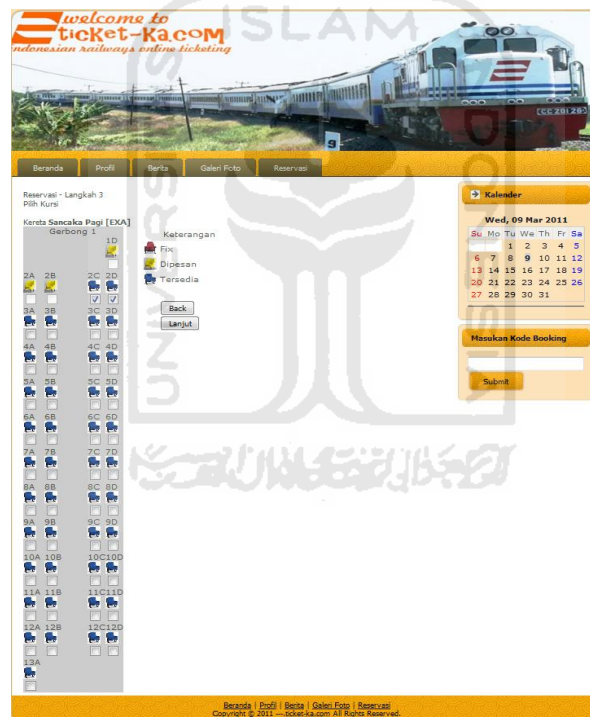 welcome to
ticket-ka.com
indonesian railways online ticketing
CC 201 26
Beranda Profil Berita Galeri Foto Reservasi
Reservasi - Langkah 3
Pilih Kursi
Kereta Sancaka Pagi [EXA]
Gerbong 1
1D
2A 2B 2C 2D
3A 3B 3C 3D
4A 4B 4C 4D
5A 5B 5C 5D
6A 6B 6C 6D
7A 7B 7C 7D
8A 8B 8C 8D
9A 9B 9C 9D
10A 10B 10C 10D
11A 11B 11C 11D
12A 12B 12C 12D
13A
Keterangan
Fix
Dipesan
Tersedia
Back
Lanjut
Kalender
Wed, 09 Mar 2011
Su Mo Tu We Th Fr Sa
1 2 3 4 5
6 7 8 9 10 11 12
13 14 15 16 17 18 19
20 21 22 23 24 25 26
27 28 29 30 31
Masukan Kode Booking
Submit
Beranda | Profil | Berita | Galeri Foto | Reservasi
Copyright © 2011 ---.ticket-ka.com All Rights Reserved.
ISLAM
UNIVERSITAS
INDONESIA